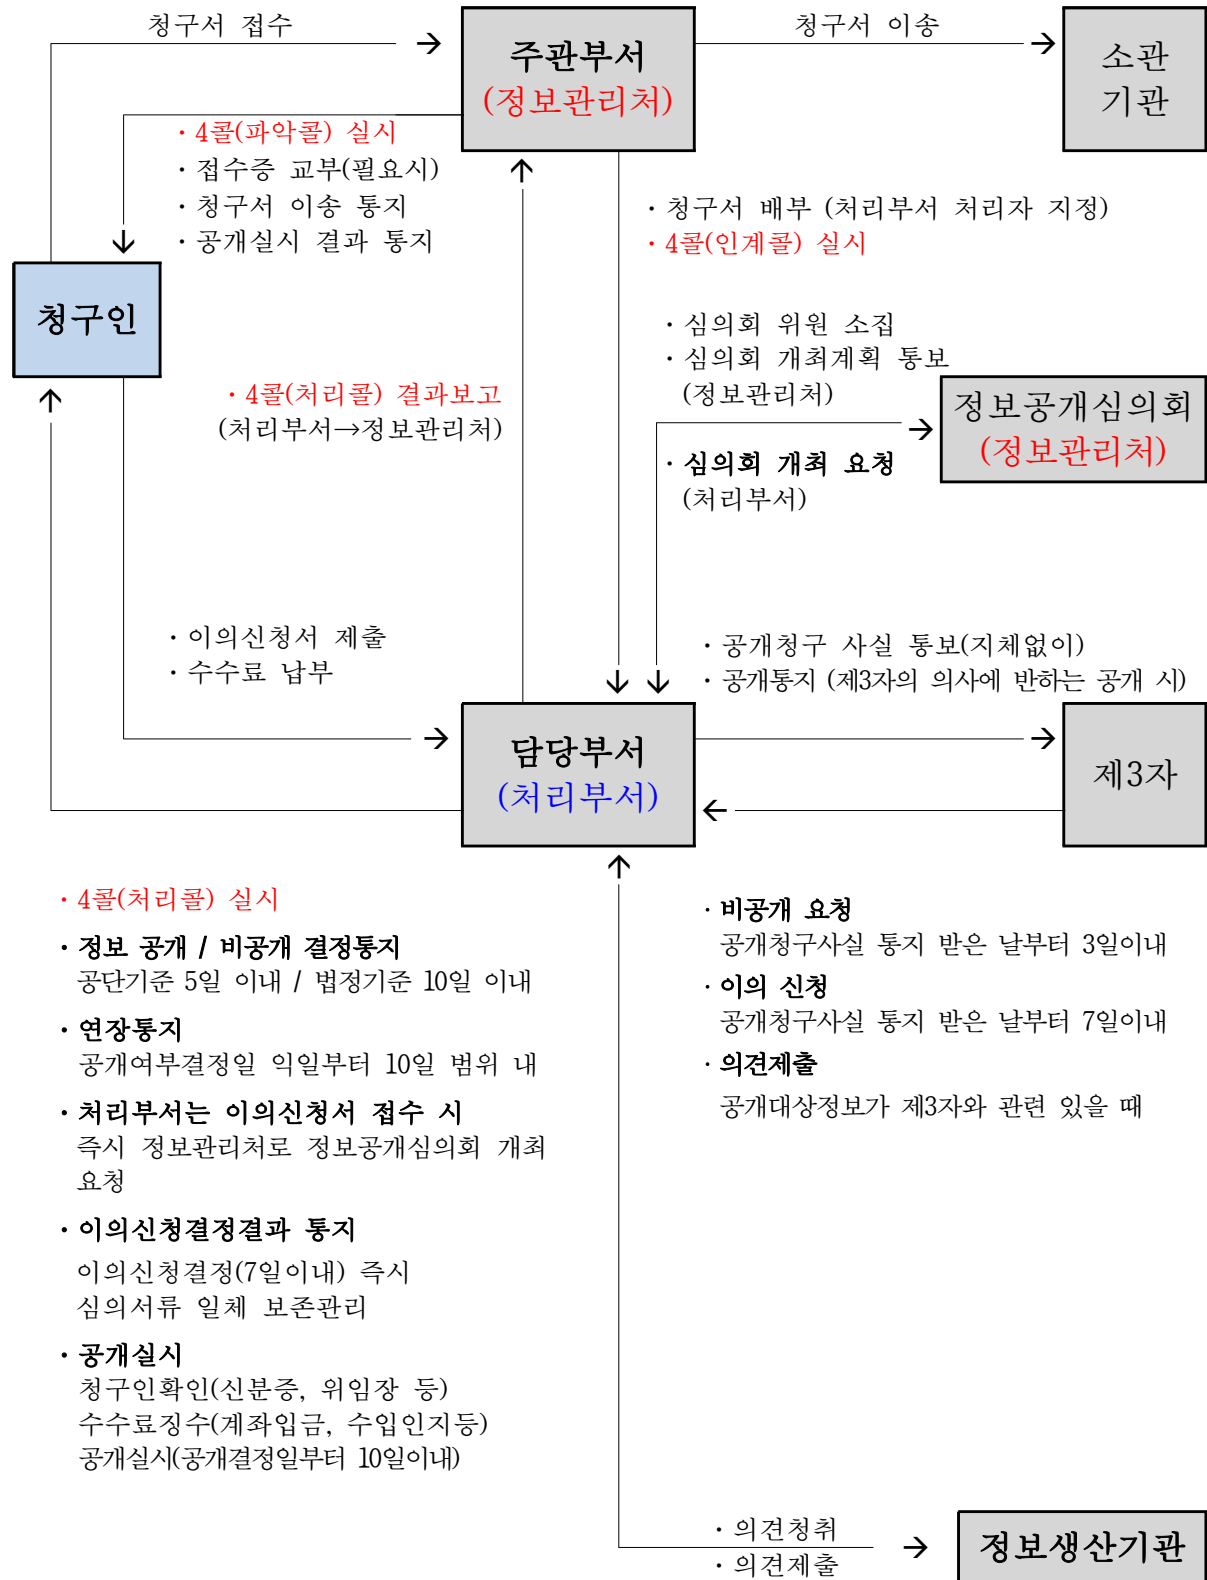 청구서 접수
청구서 이송
주관부서
(정보관리처)
소관
기관
· 4콜(파악콜) 실시
· 접수증 교부(필요시)
· 청구서 이송 통지
· 공개실시 결과 통지
· 청구서 배부 (처리부서 처리자 지정)
· 4콜(인계콜) 실시
청구인
· 심의회 위원 소집
· 심의회 개최계획 통보
(정보관리처)
· 4콜(처리콜) 결과보고
(처리부서→정보관리처)
정보공개심의회
(정보관리처)
· 심의회 개최 요청
(처리부서)
· 이의신청서 제출
· 수수료 납부
· 공개청구 사실 통보(지체없이)
· 공개통지 (제3자의 의사에 반하는 공개 시)
담당부서
(처리부서)
제3자
· 4콜(처리콜) 실시
· 정보 공개 / 비공개 결정통지
공단기준 5일 이내 / 법정기준 10일 이내
· 연장통지
공개여부결정일 익일부터 10일 범위 내
· 처리부서는 이의신청서 접수 시
즉시 정보관리처로 정보공개심의회 개최
요청
· 이의신청결정결과 통지
이의신청결정(7일이내) 즉시
심의서류 일체 보존관리
· 공개실시
청구인확인(신분증, 위임장 등)
수수료징수(계좌입금, 수입인지등)
공개실시(공개결정일부터 10일이내)
· 비공개 요청
공개청구사실 통지 받은 날부터 3일이내
· 이의 신청
공개청구사실 통지 받은 날부터 7일이내
· 의견제출
공개대상정보가 제3자와 관련 있을 때
· 의견청취
· 의견제출
정보생산기관